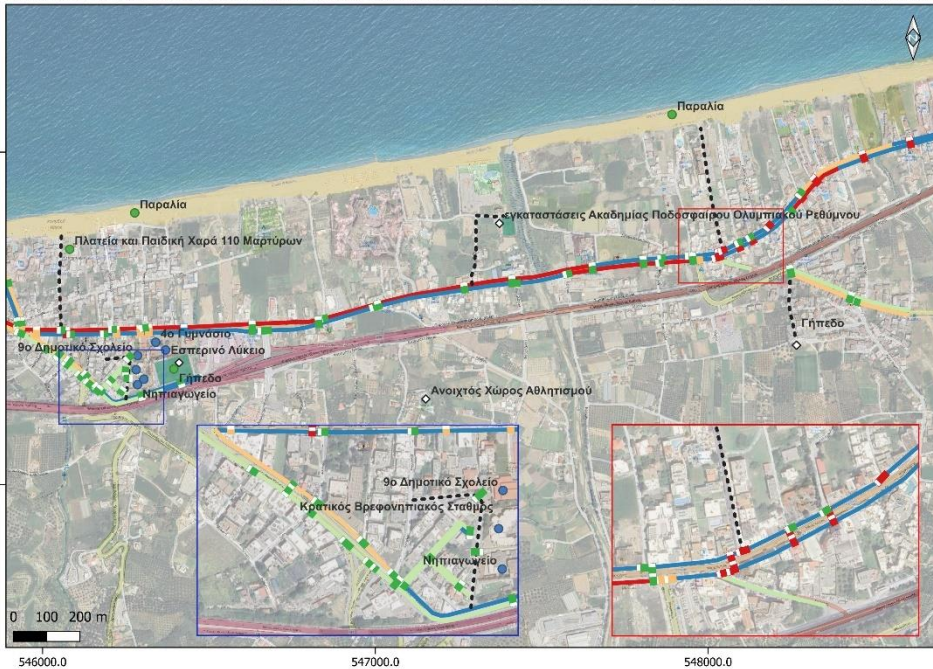 Παραλία
Παραλία
εγκαταστάσεις Ακαδημίας Ποδοσφαίρου Ολυμπιακού Ρεθύμνου
Πλατεία και Παιδική Χαρά 110 Μαρτύρων
4ο Γυμνάσιο
9ο Δημοτικό Σχολείο
Εσπερινό Λύκειο
Γήπεδο
Γήπεδο
Νηπιαγωγείο
Ανοιχτός Χώρος Αθλητισμού
9ο Δημοτικό Σχολείο
Κρατικός Βρεφονηπιακός Σταθμός
Νηπιαγωγείο
0 100 200 m
546000.0 547000.0 548000.0